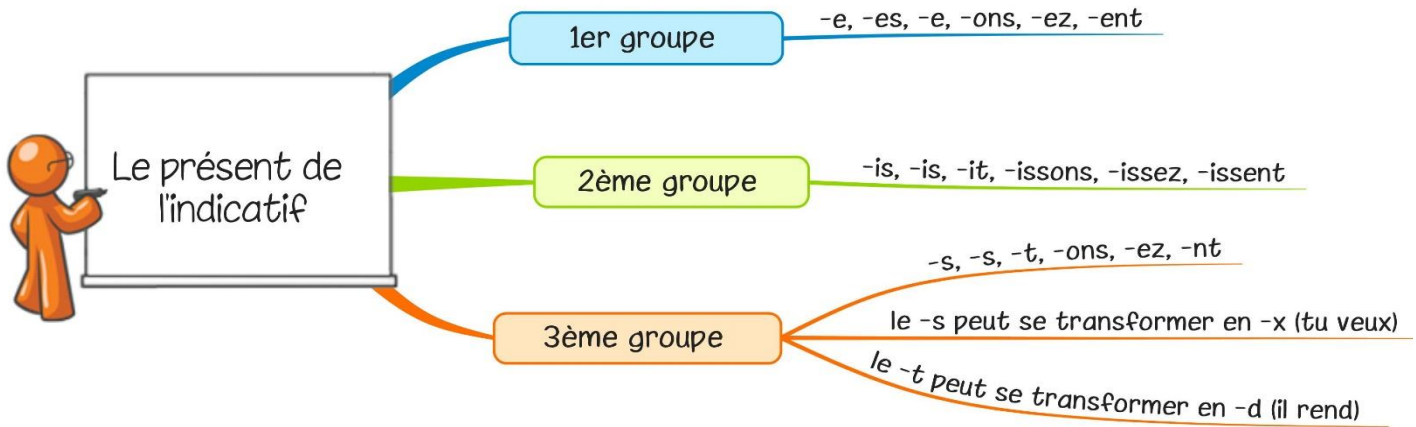 Le présent de
l'indicatif
1er groupe
-e, -es, -e, -ons, -ez, -ent
2ème groupe
-is, -is, -it, -issons, -issez, -issent
3ème groupe
-s, -s, -t, -ons, -ez, -nt
le -s peut se transformer en -x (tu veux)
le -t peut se transformer en -d (il rend)